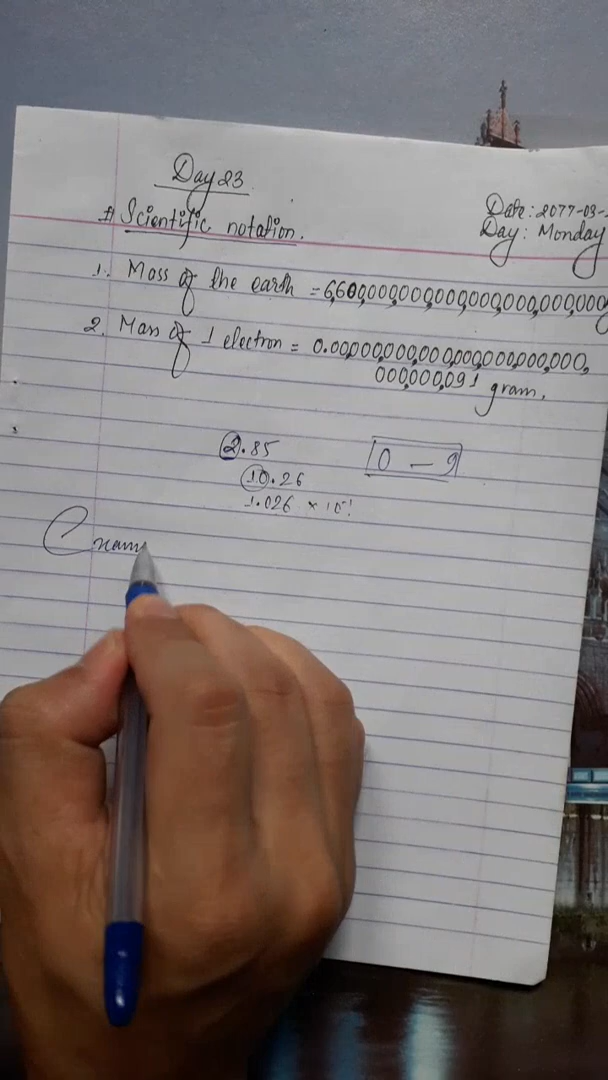 Day 23
Date: 2077-03-
# Scientific notation.
Day: Monday
1. Mass of the earth = 6,600,000,000,000,000,000,000,000
2. Mass of 1 electron = 0.00,000,000,000,000,000,000,000,
000,000,091 gram.
2.85
0 – 9
10.26
1.026 × 10¹
Exam